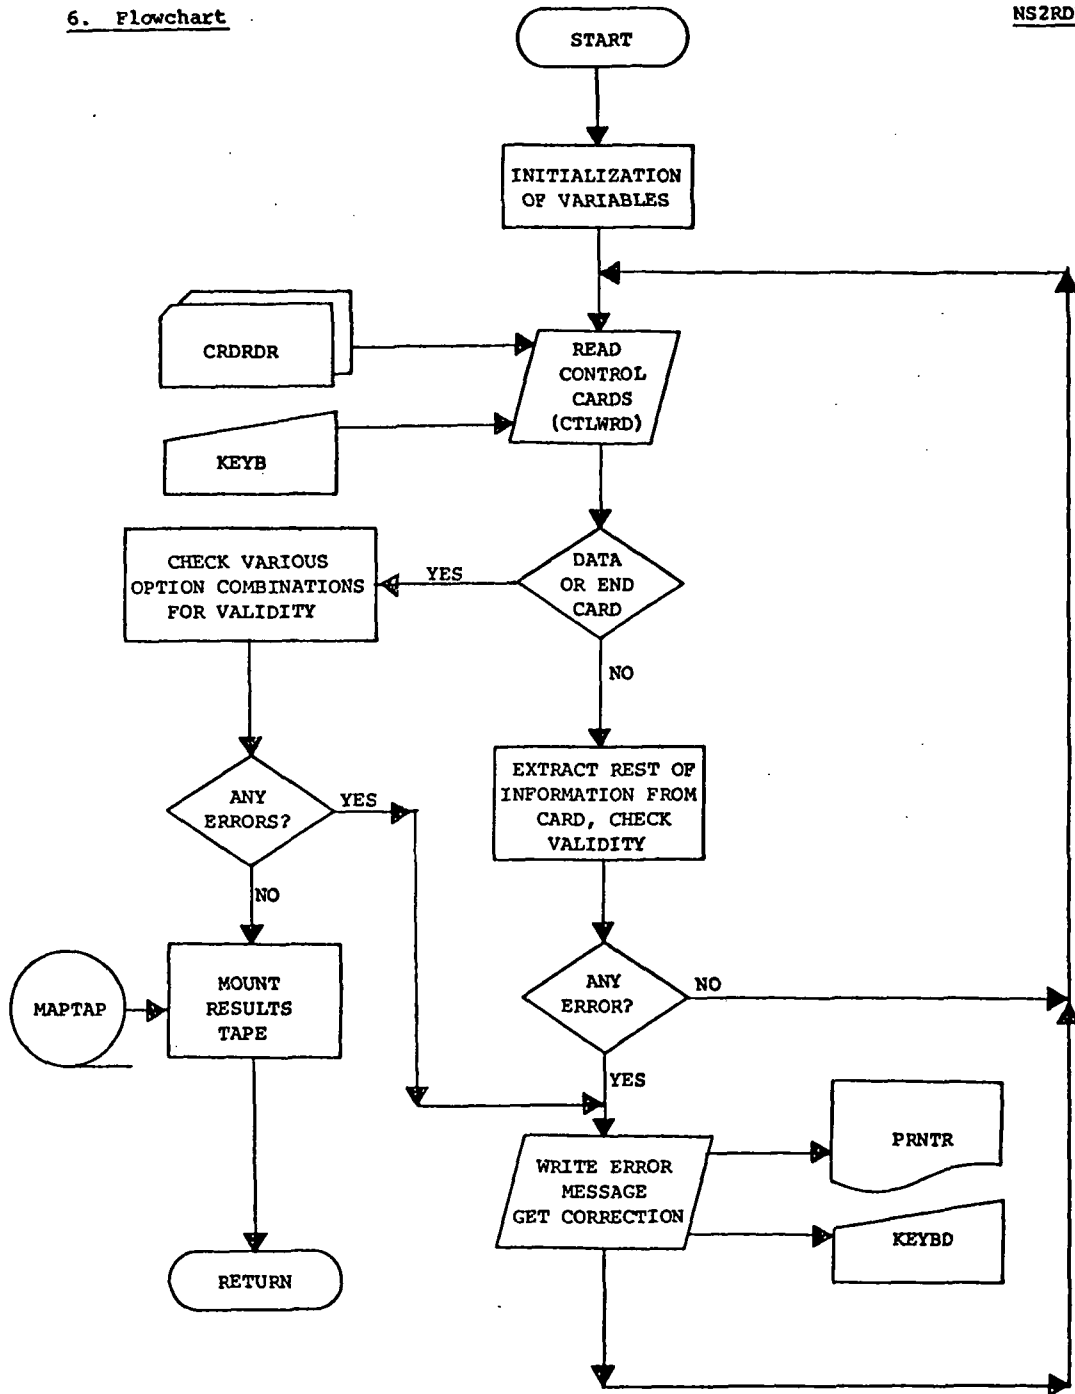 6. Flowchart
NS2RD
START
INITIALIZATION
OF VARIABLES
CRDRDR
READ
CONTROL
CARDS
(CTLWRD)
KEYB
DATA
OR END
CARD
YES
CHECK VARIOUS
OPTION COMBINATIONS
FOR VALIDITY
NO
EXTRACT REST OF
INFORMATION FROM
CARD, CHECK
VALIDITY
ANY
ERRORS?
YES
NO
MAPTAP
MOUNT
RESULTS
TAPE
ANY
ERROR?
NO
YES
WRITE ERROR
MESSAGE
GET CORRECTION
PRNTR
KEYBD
RETURN